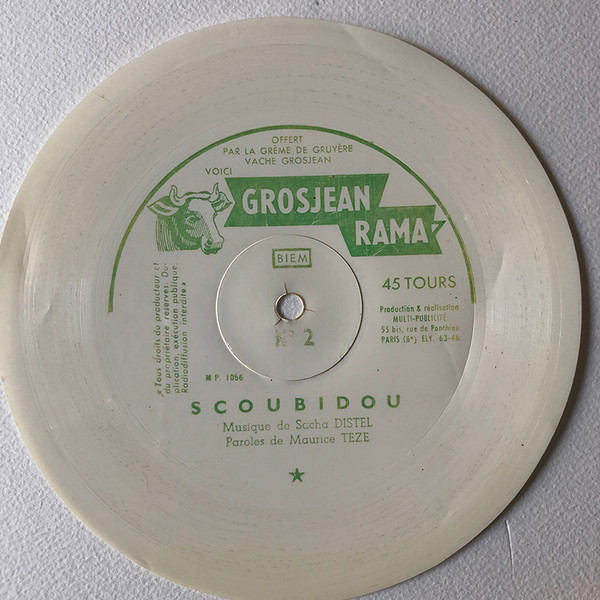 OFFERT
PAR LA GRÈME DE GRUYÈRE
VACHE GROSJEAN
VOICI
GROSJEAN
RAMA
BIEM
45 TOURS
Production & réalisation
MULTI-PUBLICITÉ
55 bis, rue de Ponthieu
PARIS (8e) ELY. 63-46
« Tous droits du producteur et
du propriétaire réservés. Du-
plication, exécution publique,
Radiodiffusion interdite »
N° 2
M P. 1056
SCOUBIDOU
Musique de Sacha DISTEL
Paroles de Maurice TEZE